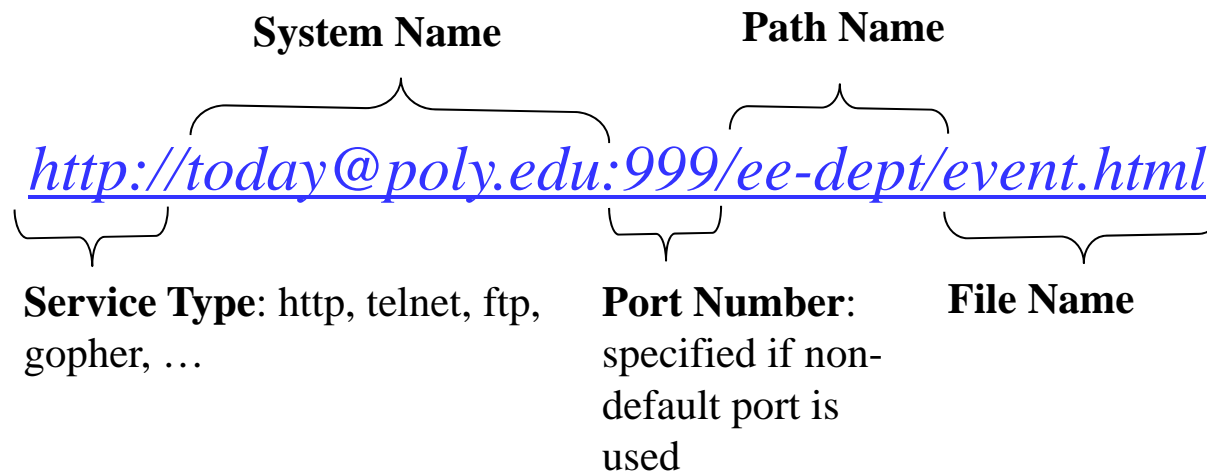 System Name
Path Name
http://today@poly.edu:999/ee-dept/event.html
Service Type: http, telnet, ftp,
gopher, …
Port Number:
specified if non-
default port is
used
File Name